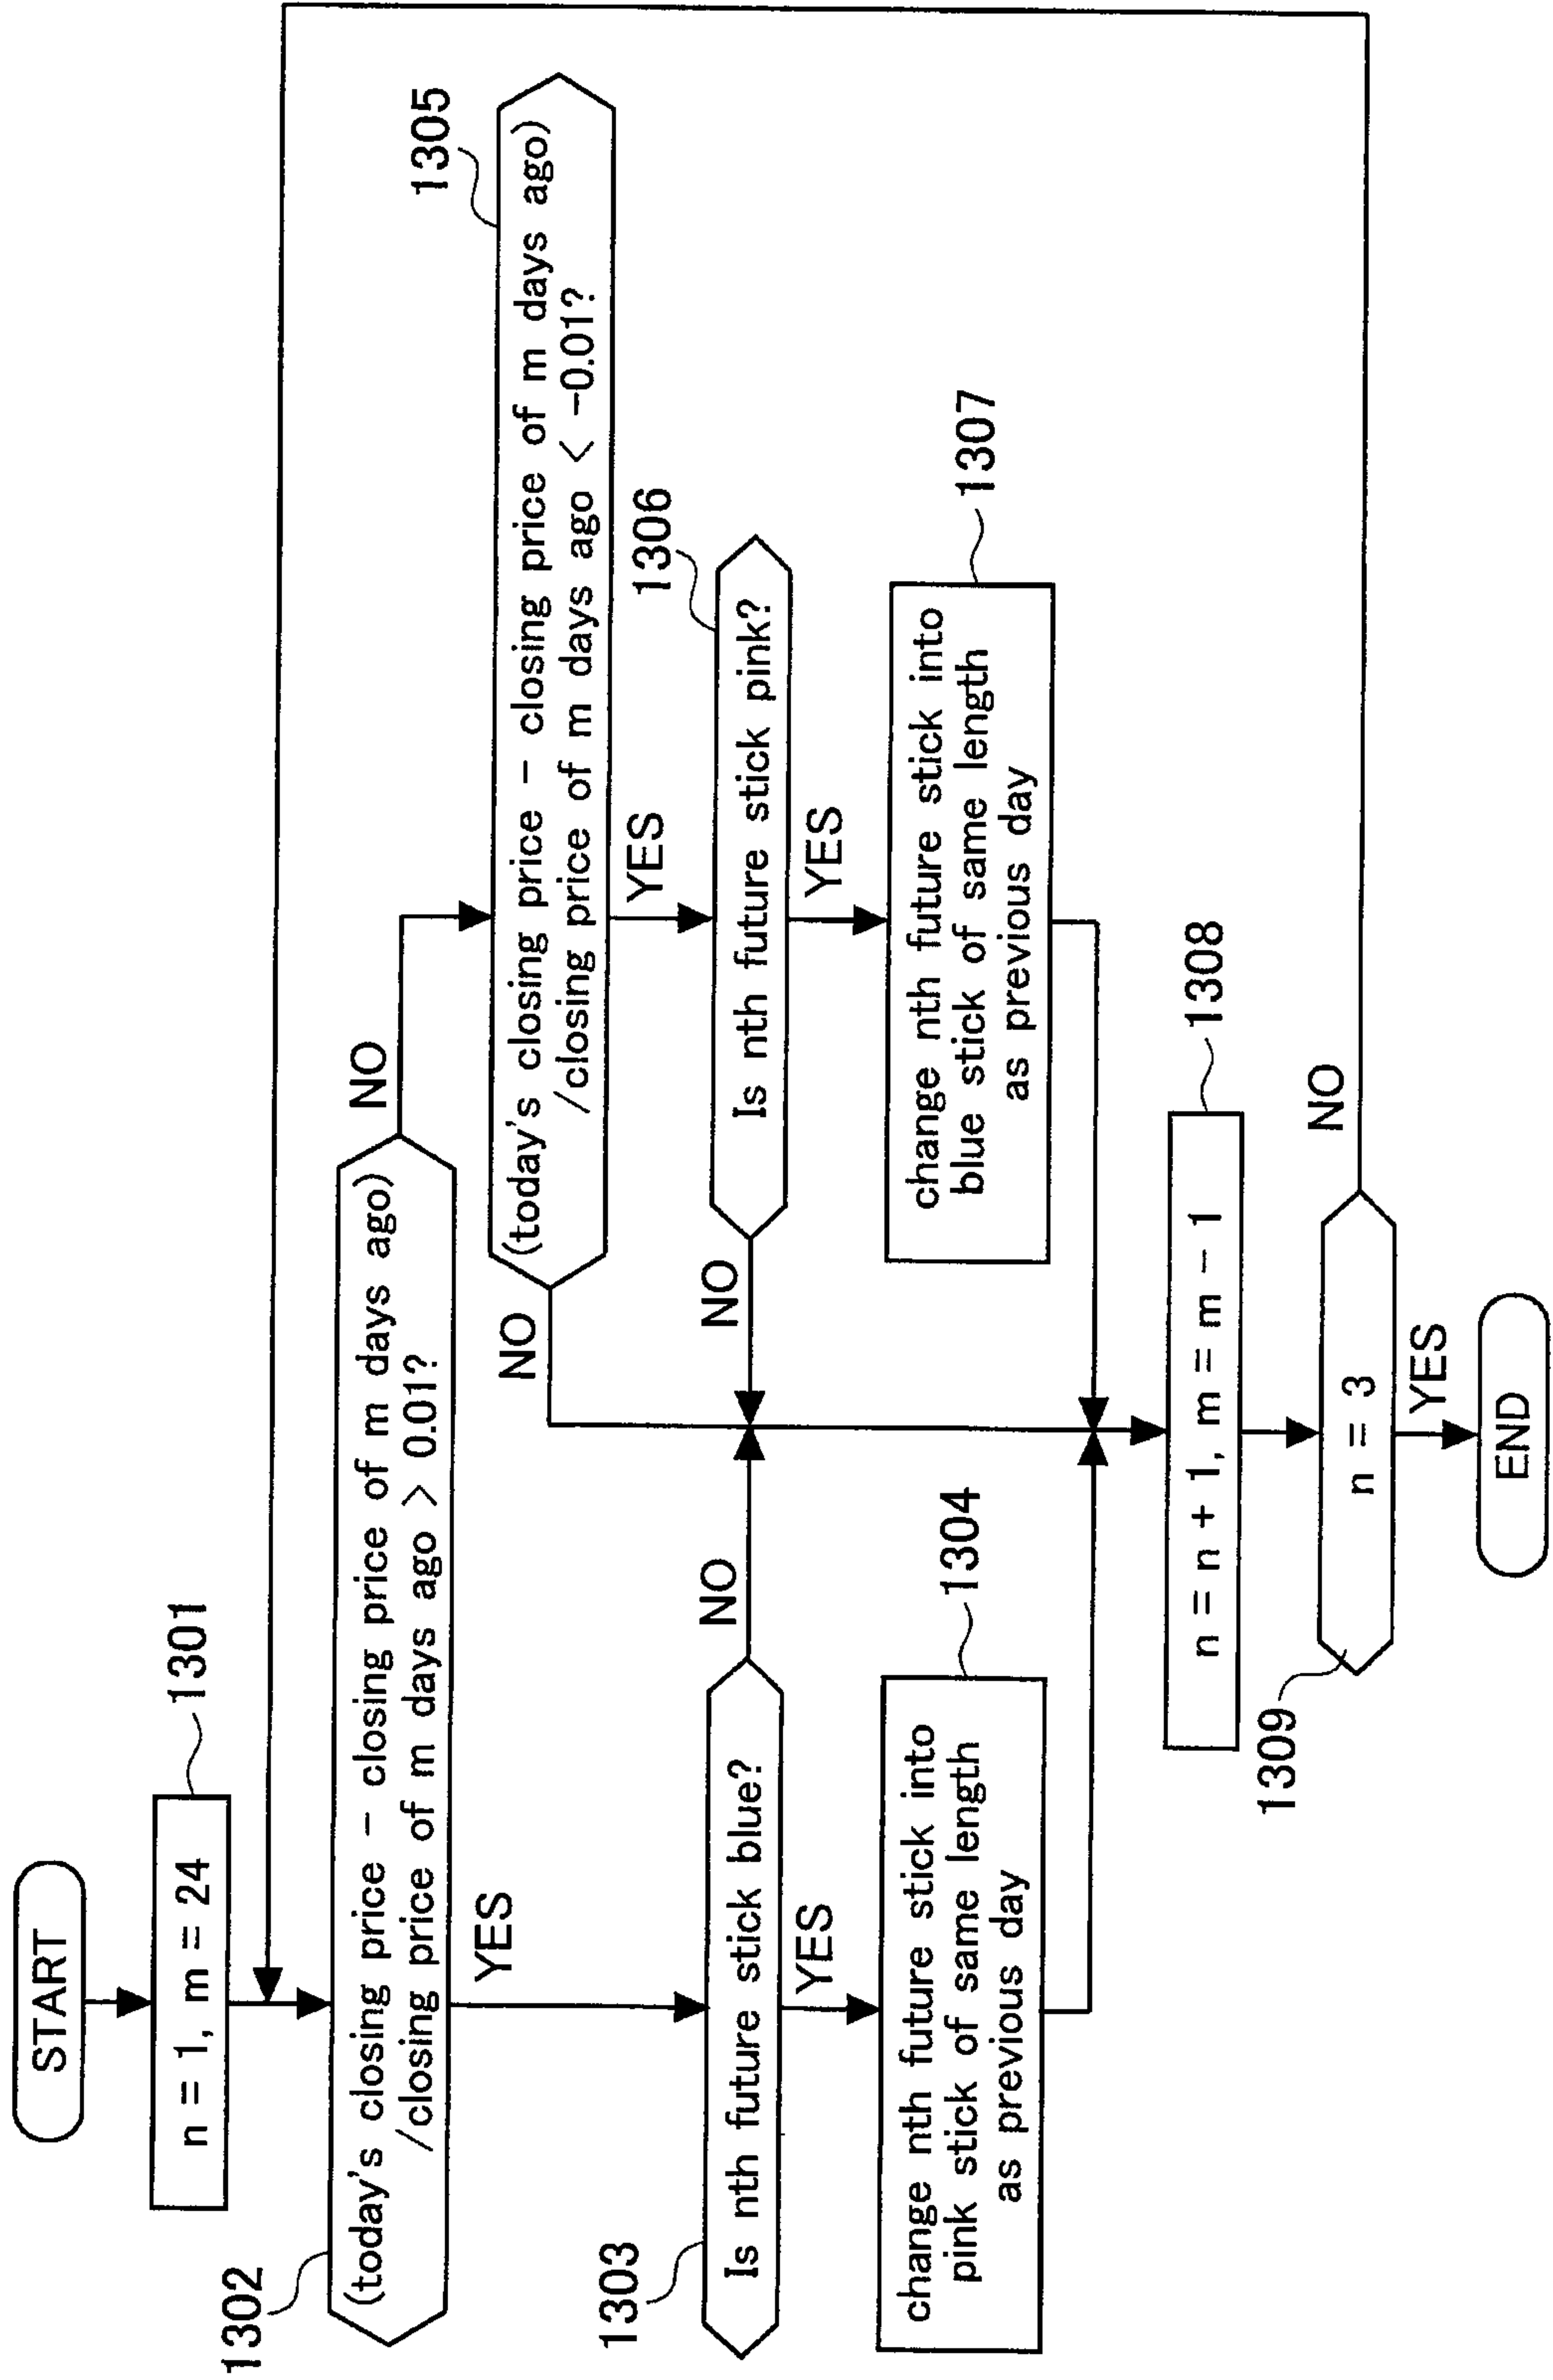 START
n = 1, m = 24
1301
1302
(today's closing price − closing price of m days ago)
/closing price of m days ago > 0.01?
NO
YES
1305
(today's closing price − closing price of m days ago)
/closing price of m days ago < −0.01?
NO
YES
1303
Is nth future stick blue?
NO
YES
1306
Is nth future stick pink?
NO
YES
1304
change nth future stick into
pink stick of same length
as previous day
1307
change nth future stick into
blue stick of same length
as previous day
1308
n = n + 1, m = m − 1
1309
n = 3
NO
YES
END